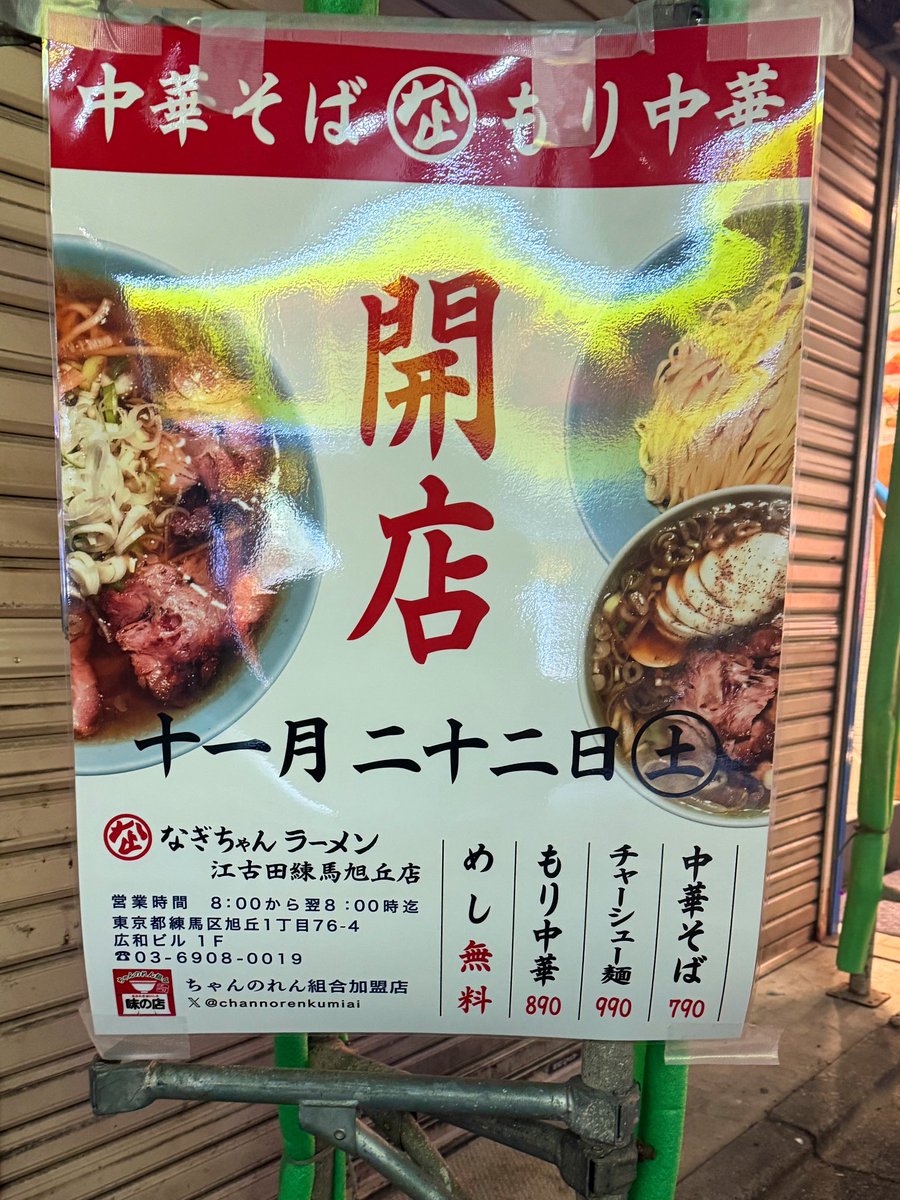 中華そば な もり中華
開店
十一月二十二日土
な なぎちゃんラーメン
江古田練馬旭丘店
営業時間 8:00から翌8:00時迄
東京都練馬区旭丘1丁目76-4
広和ビル 1F
☎03-6908-0019
ちゃんのれん組合加盟店
味の店
X @channorenkumiai
中華そば 790
チャーシュー麺 990
もり中華 890
めし無料